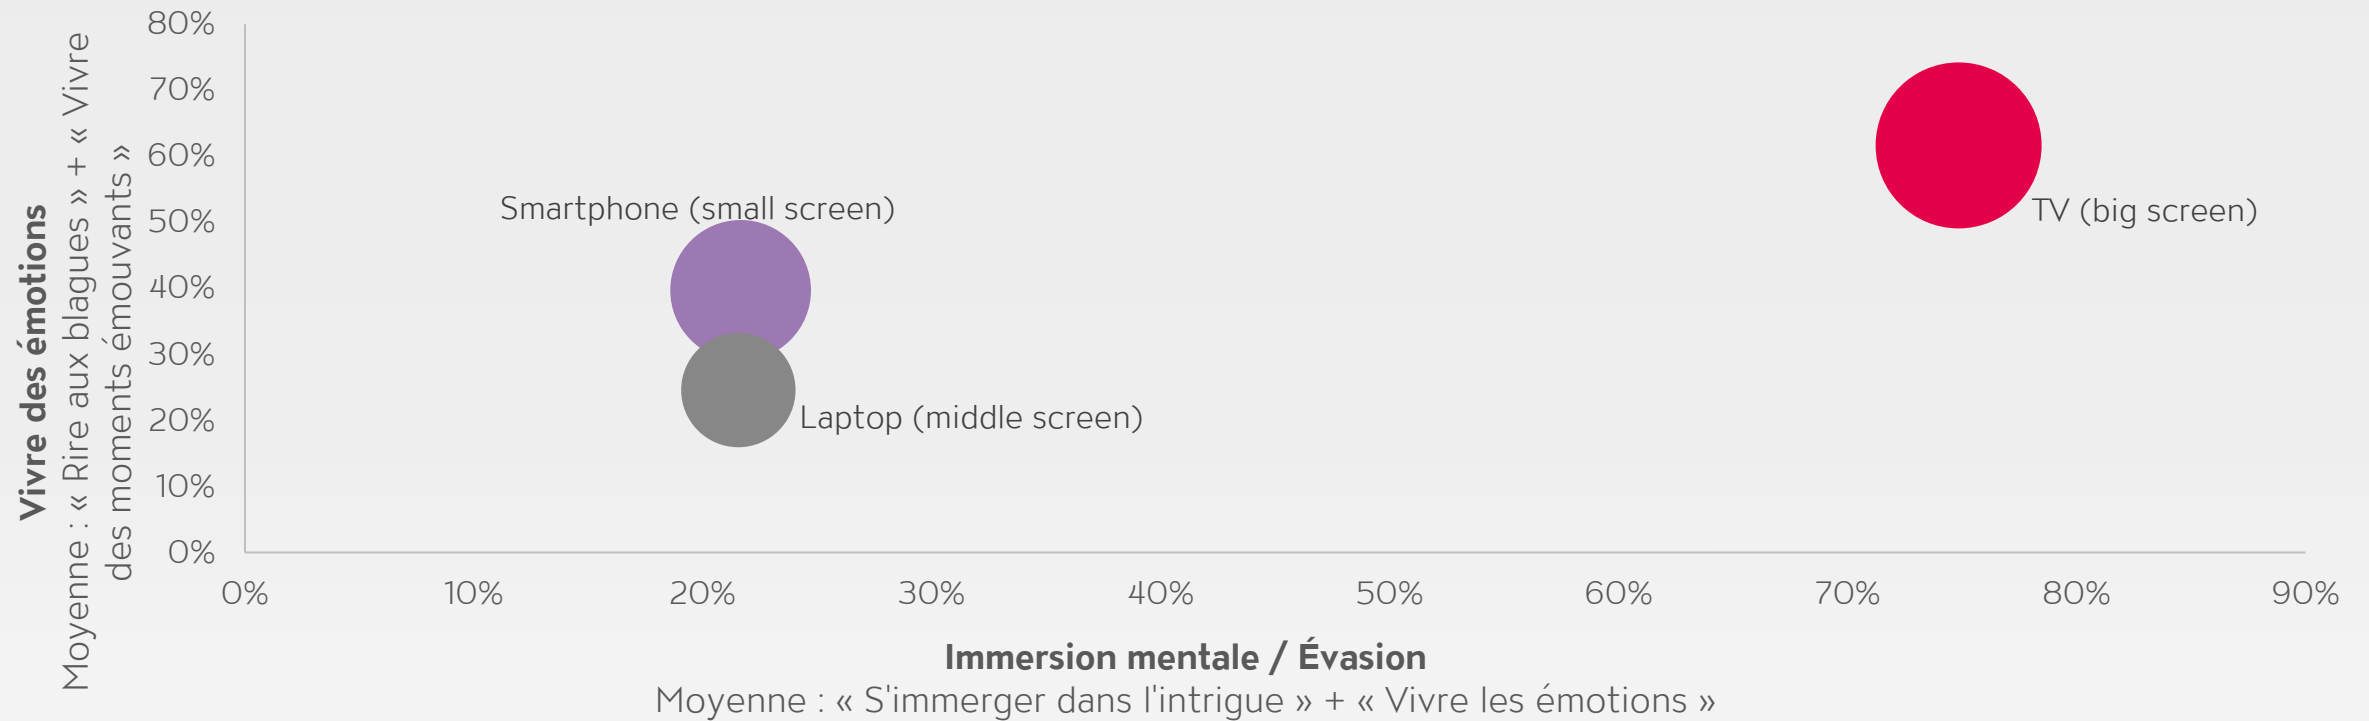 Vivre des émotions
Moyenne : « Rire aux blagues » + « Vivre
des moments émouvants »
80%
70%
60%
50%
40%
30%
20%
10%
0%
Smartphone (small screen)
TV (big screen)
Laptop (middle screen)
0% 10% 20% 30% 40% 50% 60% 70% 80% 90%
Immersion mentale / Évasion
Moyenne : « S'immerger dans l'intrigue » + « Vivre les émotions »